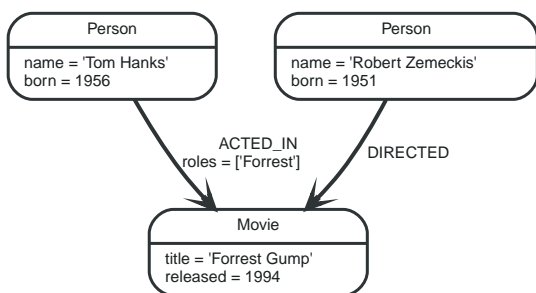 Person
name = 'Tom Hanks'
born = 1956
Person
name = 'Robert Zemeckis'
born = 1951
ACTED_IN
roles = ['Forrest']
DIRECTED
Movie
title = 'Forrest Gump'
released = 1994